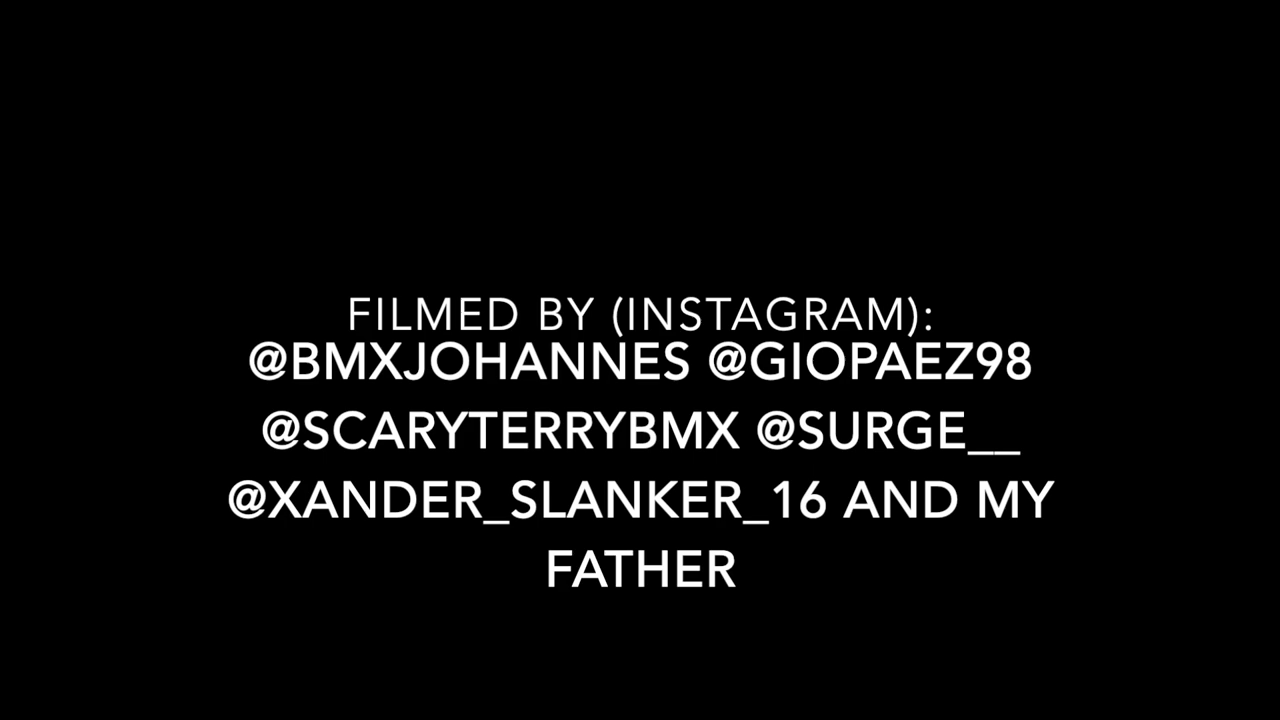 FILMED BY (INSTAGRAM):
@BMXJOHANNES @GIOPAEZ98
@SCARYTERRYBMX @SURGE__
@XANDER_SLANKER_16 AND MY
FATHER